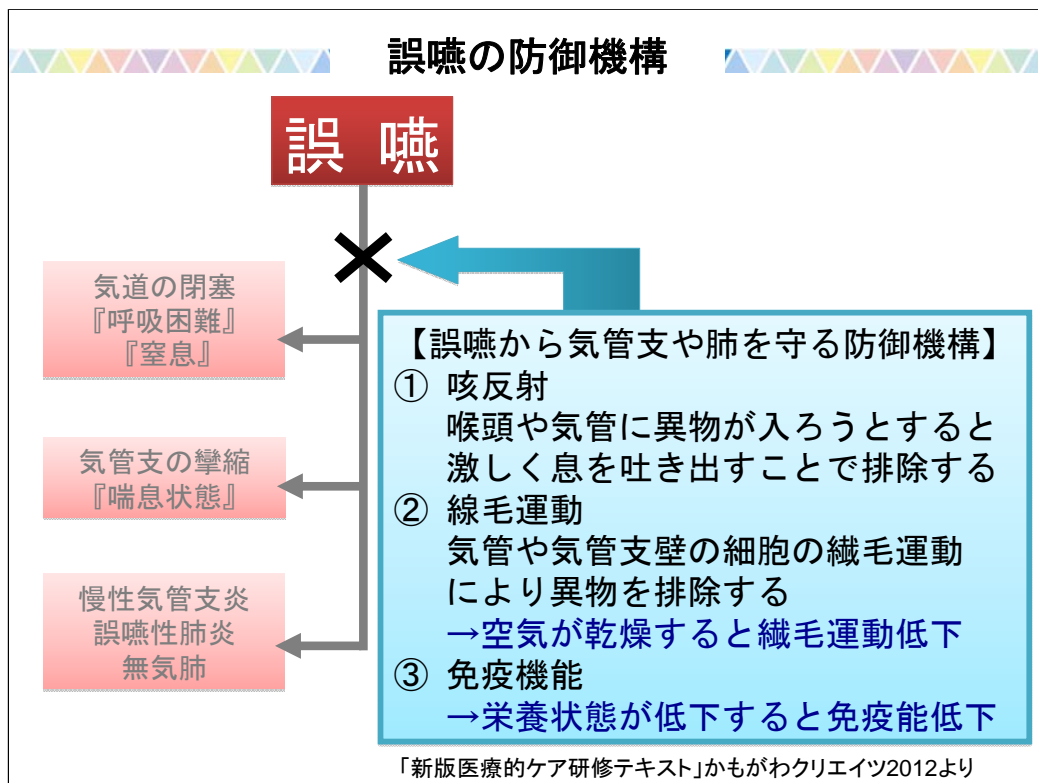 誤嚥の防御機構
誤 嚥
気道の閉塞
『呼吸困難』
『窒息』
気管支の攣縮
『喘息状態』
慢性気管支炎
誤嚥性肺炎
無気肺
【誤嚥から気管支や肺を守る防御機構】
① 咳反射
喉頭や気管に異物が入ろうとすると
激しく息を吐き出すことで排除する
② 線毛運動
気管や気管支壁の細胞の繊毛運動
により異物を排除する
→空気が乾燥すると繊毛運動低下
③ 免疫機能
→栄養状態が低下すると免疫能低下
「新版医療的ケア研修テキスト」かもがわクリエイツ2012より